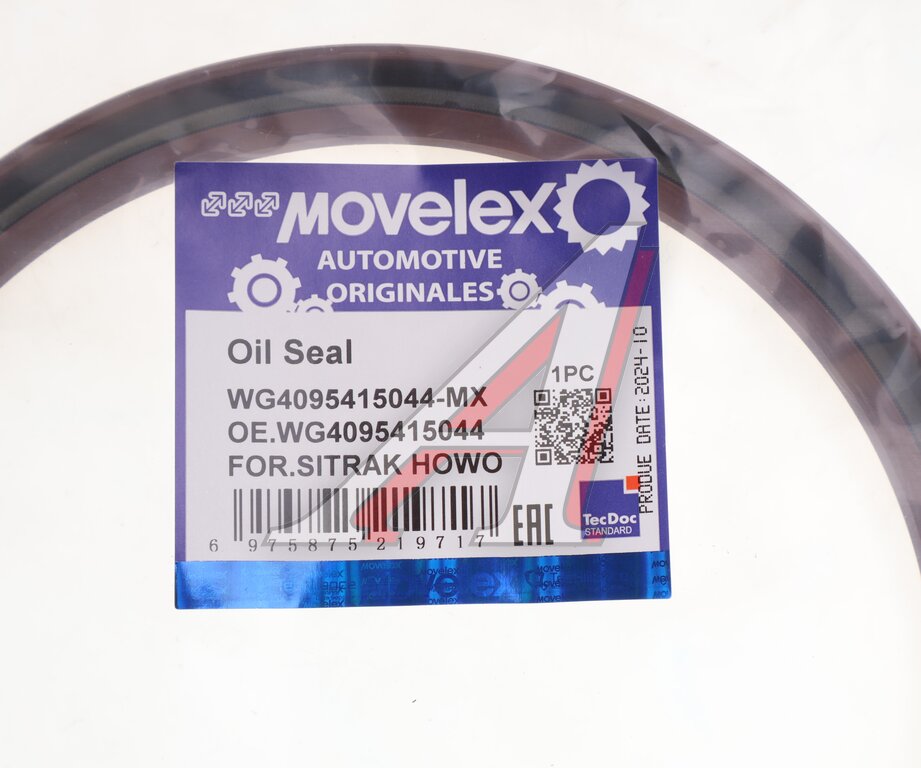 MOVelex
AUTOMOTIVE
ORIGINALES
Oil Seal
1PC
WG4095415044-MX
OE.WG4095415044
FOR.SITRAK HOWO
PRODUE DATE:2024-10
6 975875 219717
EAC
TecDoc
STANDARD
MOVelex